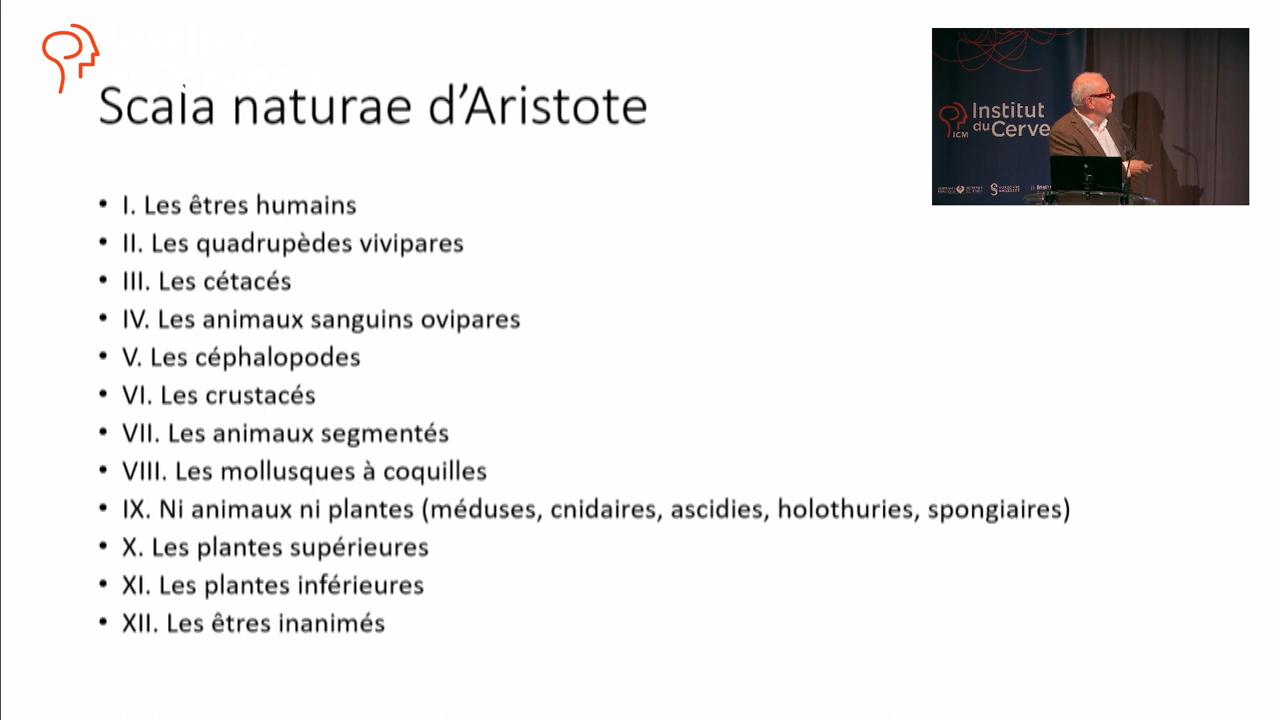 Scala naturae d’Aristote
• I. Les êtres humains
• II. Les quadrupèdes vivipares
• III. Les cétacés
• IV. Les animaux sanguins ovipares
• V. Les céphalopodes
• VI. Les crustacés
• VII. Les animaux segmentés
• VIII. Les mollusques à coquilles
• IX. Ni animaux ni plantes (méduses, cnidaires, ascidies, holothuries, spongiaires)
• X. Les plantes supérieures
• XI. Les plantes inférieures
• XII. Les êtres inanimés
Institut
du Cerve
ICM